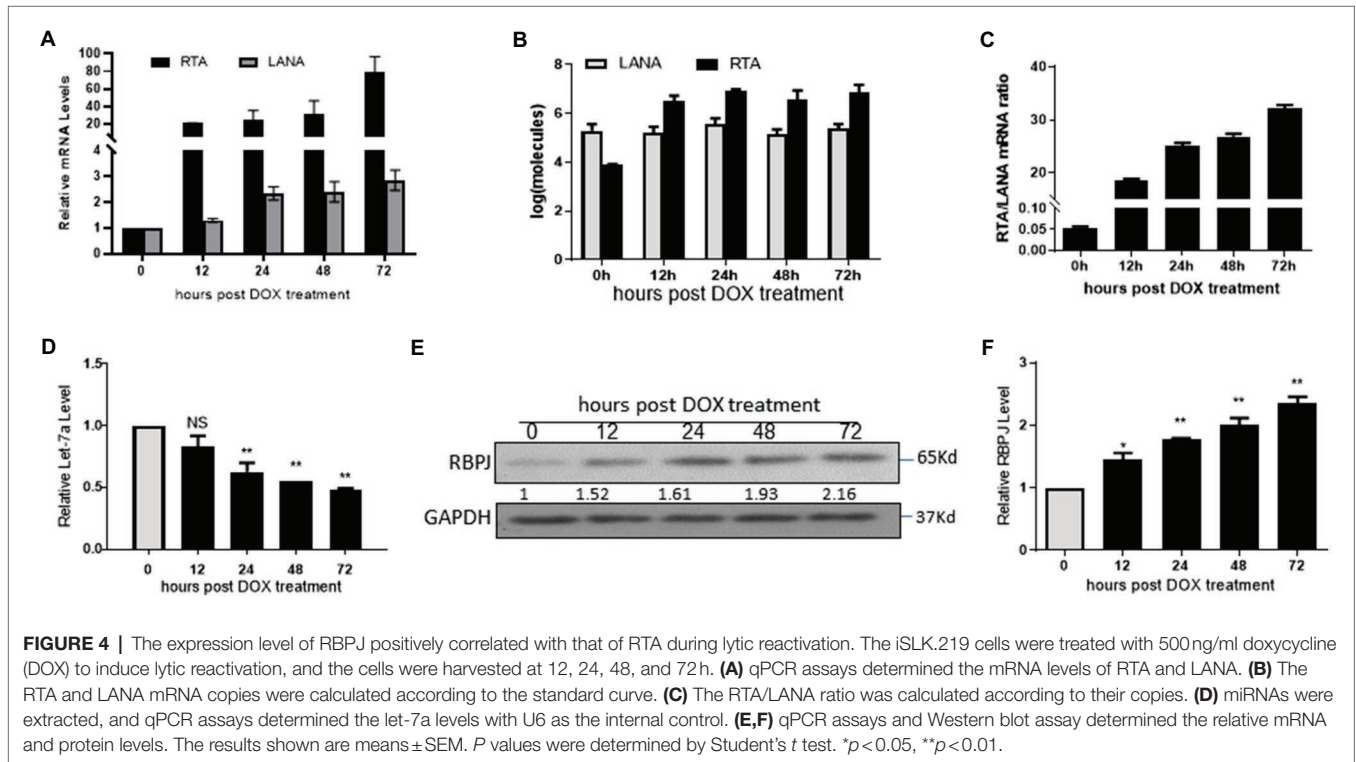 A
Relative mRNA Levels
100
80
60
40
20
4
3
2
1
0
RTA LANA
0 12 24 48 72
hours post DOX treatment
B
log(molecules)
8
6
4
2
0
LANA RTA
0h 12h 24h 48h 72h
hours post DOX treatment
C
RTA/LANA mRNA ratio
40
30
20
0.10
0.05
0.00
0h 12h 24h 48h 72h
hours post DOX treatment
D
Relative Let-7a Level
1.5
1.0
0.5
0.0
NS ** ** **
0 12 24 48 72
hours post DOX treatment
E
hours post DOX treatment
0 12 24 48 72
RBPJ 65Kd
1 1.52 1.61 1.93 2.16
GAPDH 37Kd
F
Relative RBPJ Level
3
2
1
0
* ** ** **
0 12 24 48 72
hours post DOX treatment
FIGURE 4 | The expression level of RBPJ positively correlated with that of RTA during lytic reactivation. The iSLK.219 cells were treated with 500 ng/ml doxycycline
(DOX) to induce lytic reactivation, and the cells were harvested at 12, 24, 48, and 72 h. (A) qPCR assays determined the mRNA levels of RTA and LANA. (B) The
RTA and LANA mRNA copies were calculated according to the standard curve. (C) The RTA/LANA ratio was calculated according to their copies. (D) miRNAs were
extracted, and qPCR assays determined the let-7a levels with U6 as the internal control. (E,F) qPCR assays and Western blot assay determined the relative mRNA
and protein levels. The results shown are means ± SEM. P values were determined by Student's t test. *p < 0.05, **p < 0.01.